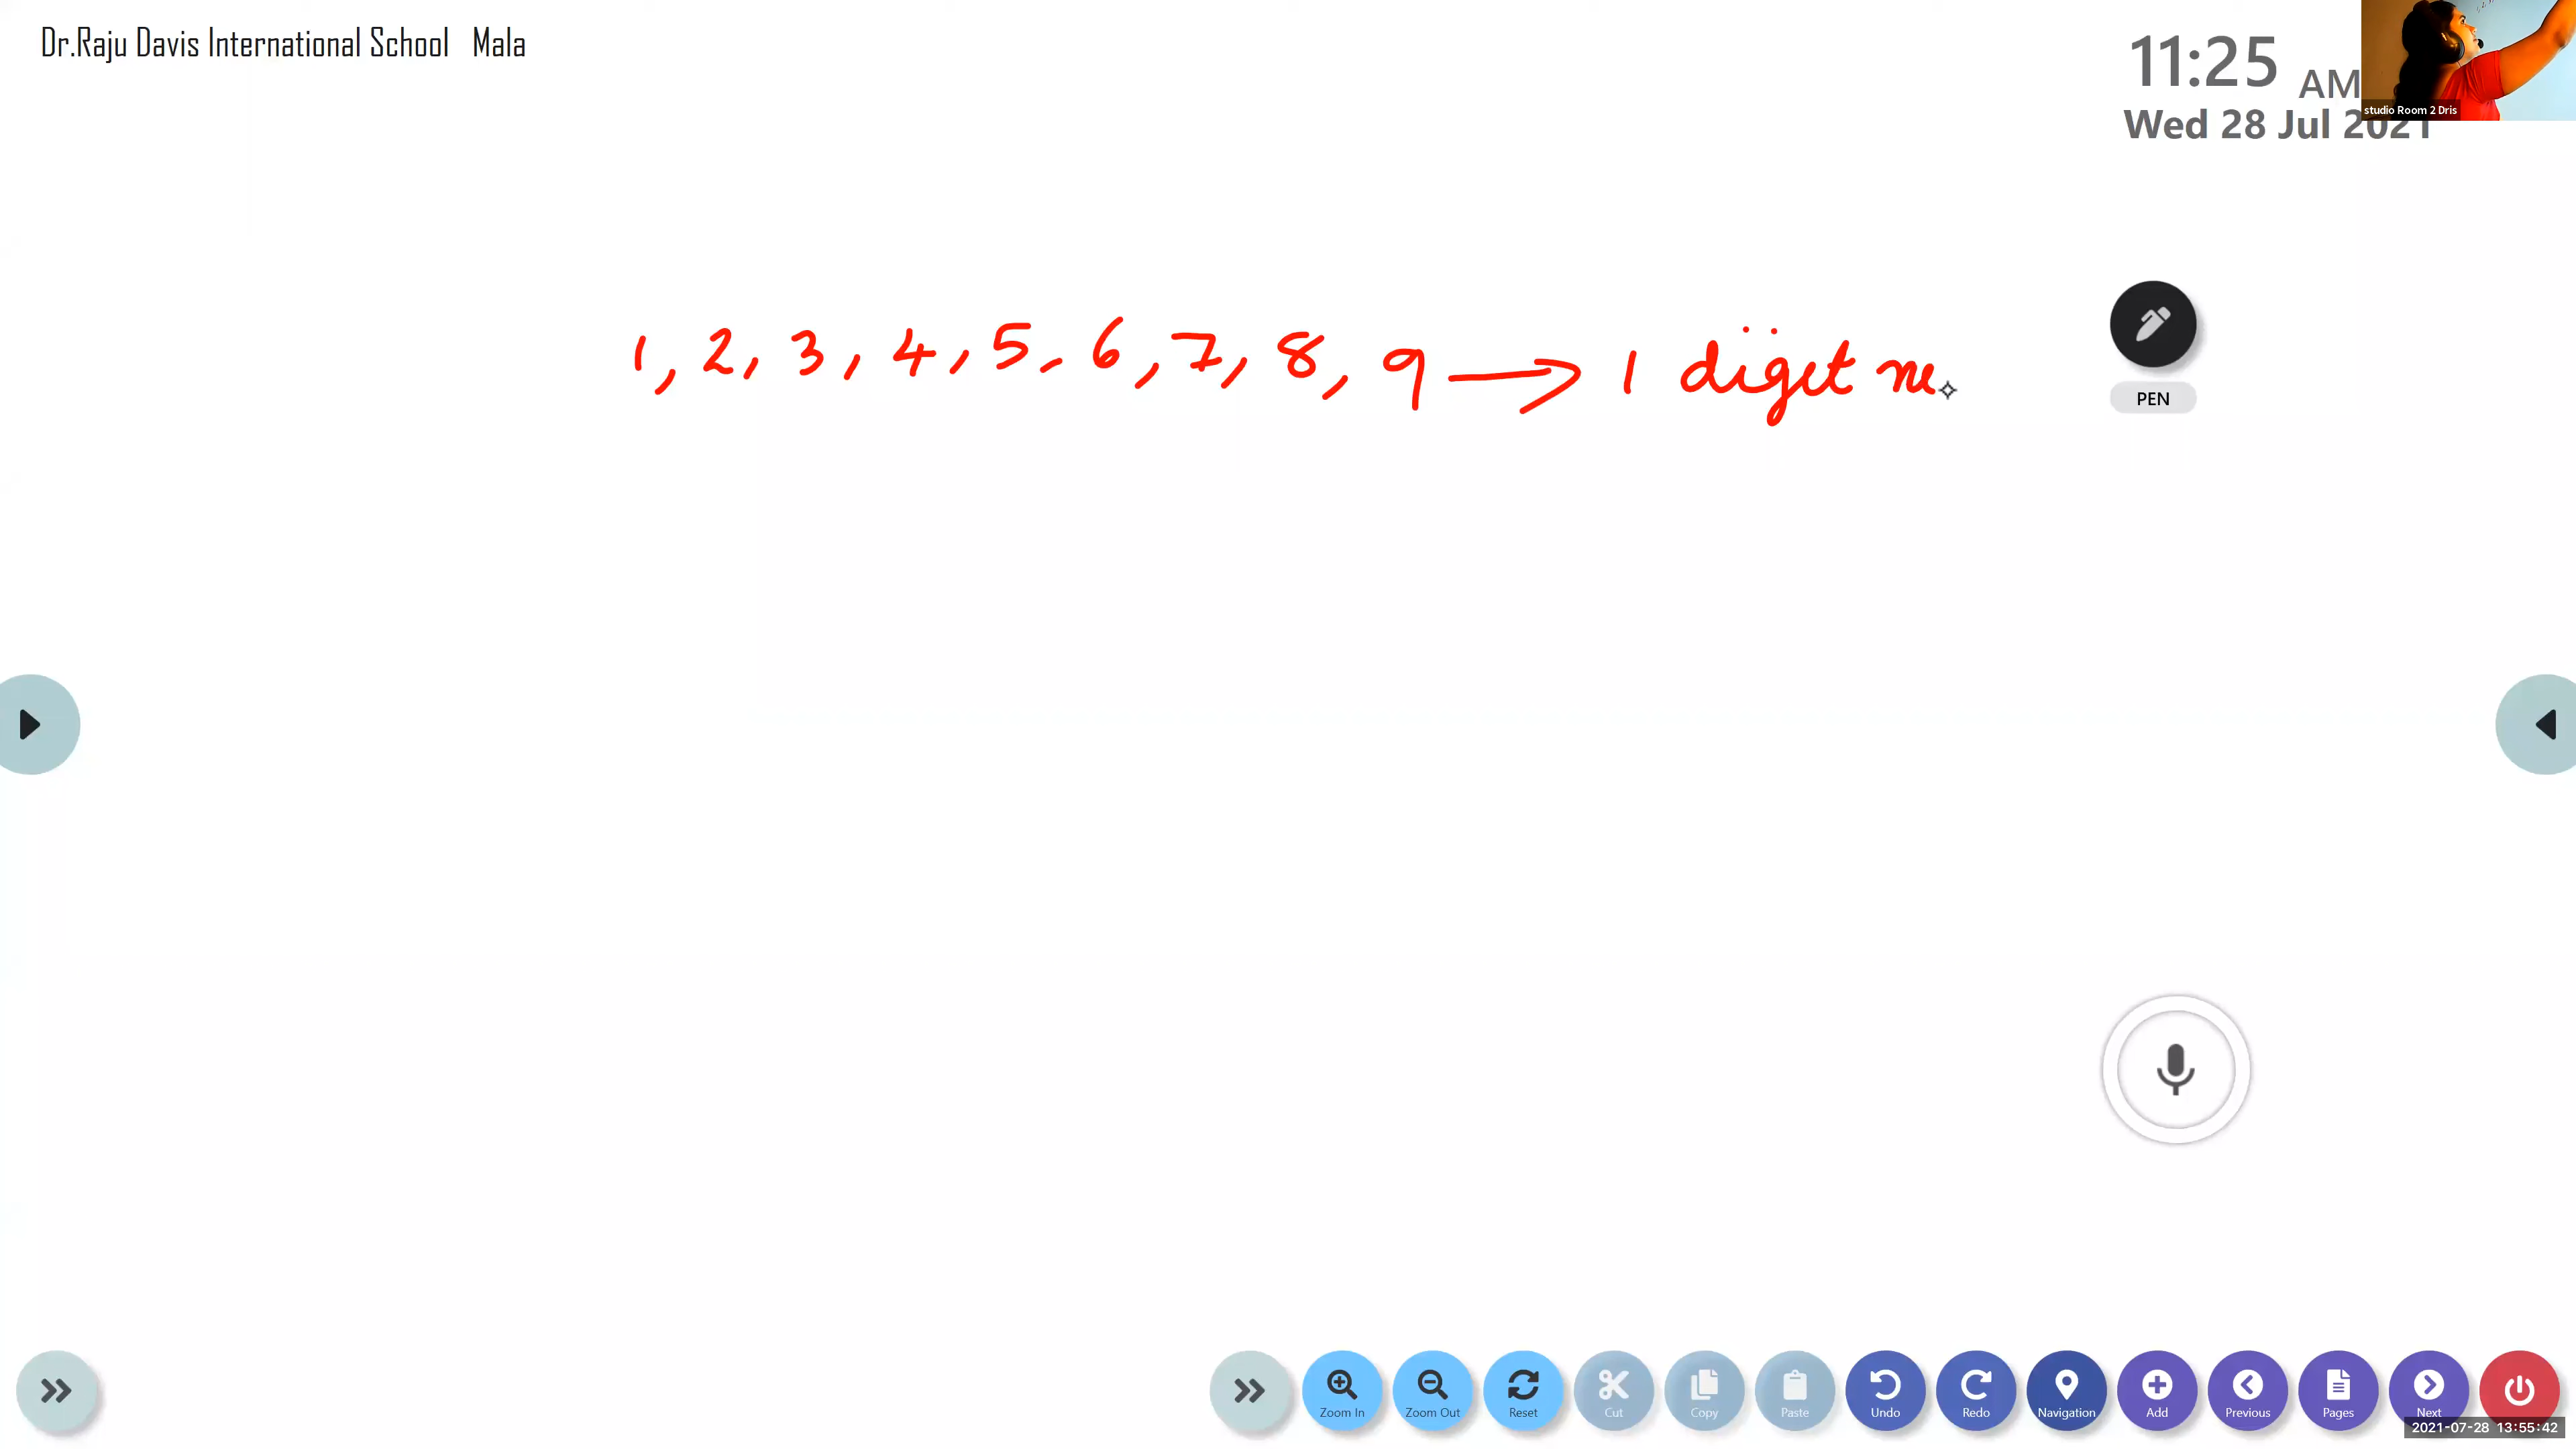 Dr.Raju Davis International School Mala
11:25 AM
Wed 28 Jul 2021
studio Room 2 Dris
1, 2, 3, 4, 5, 6, 7, 8, 9 → 1 digit nu
PEN
Zoom In
Zoom Out
Reset
Cut
Copy
Paste
Undo
Redo
Navigation
Add
Previous
Pages
Next
2021-07-28 13:55:42